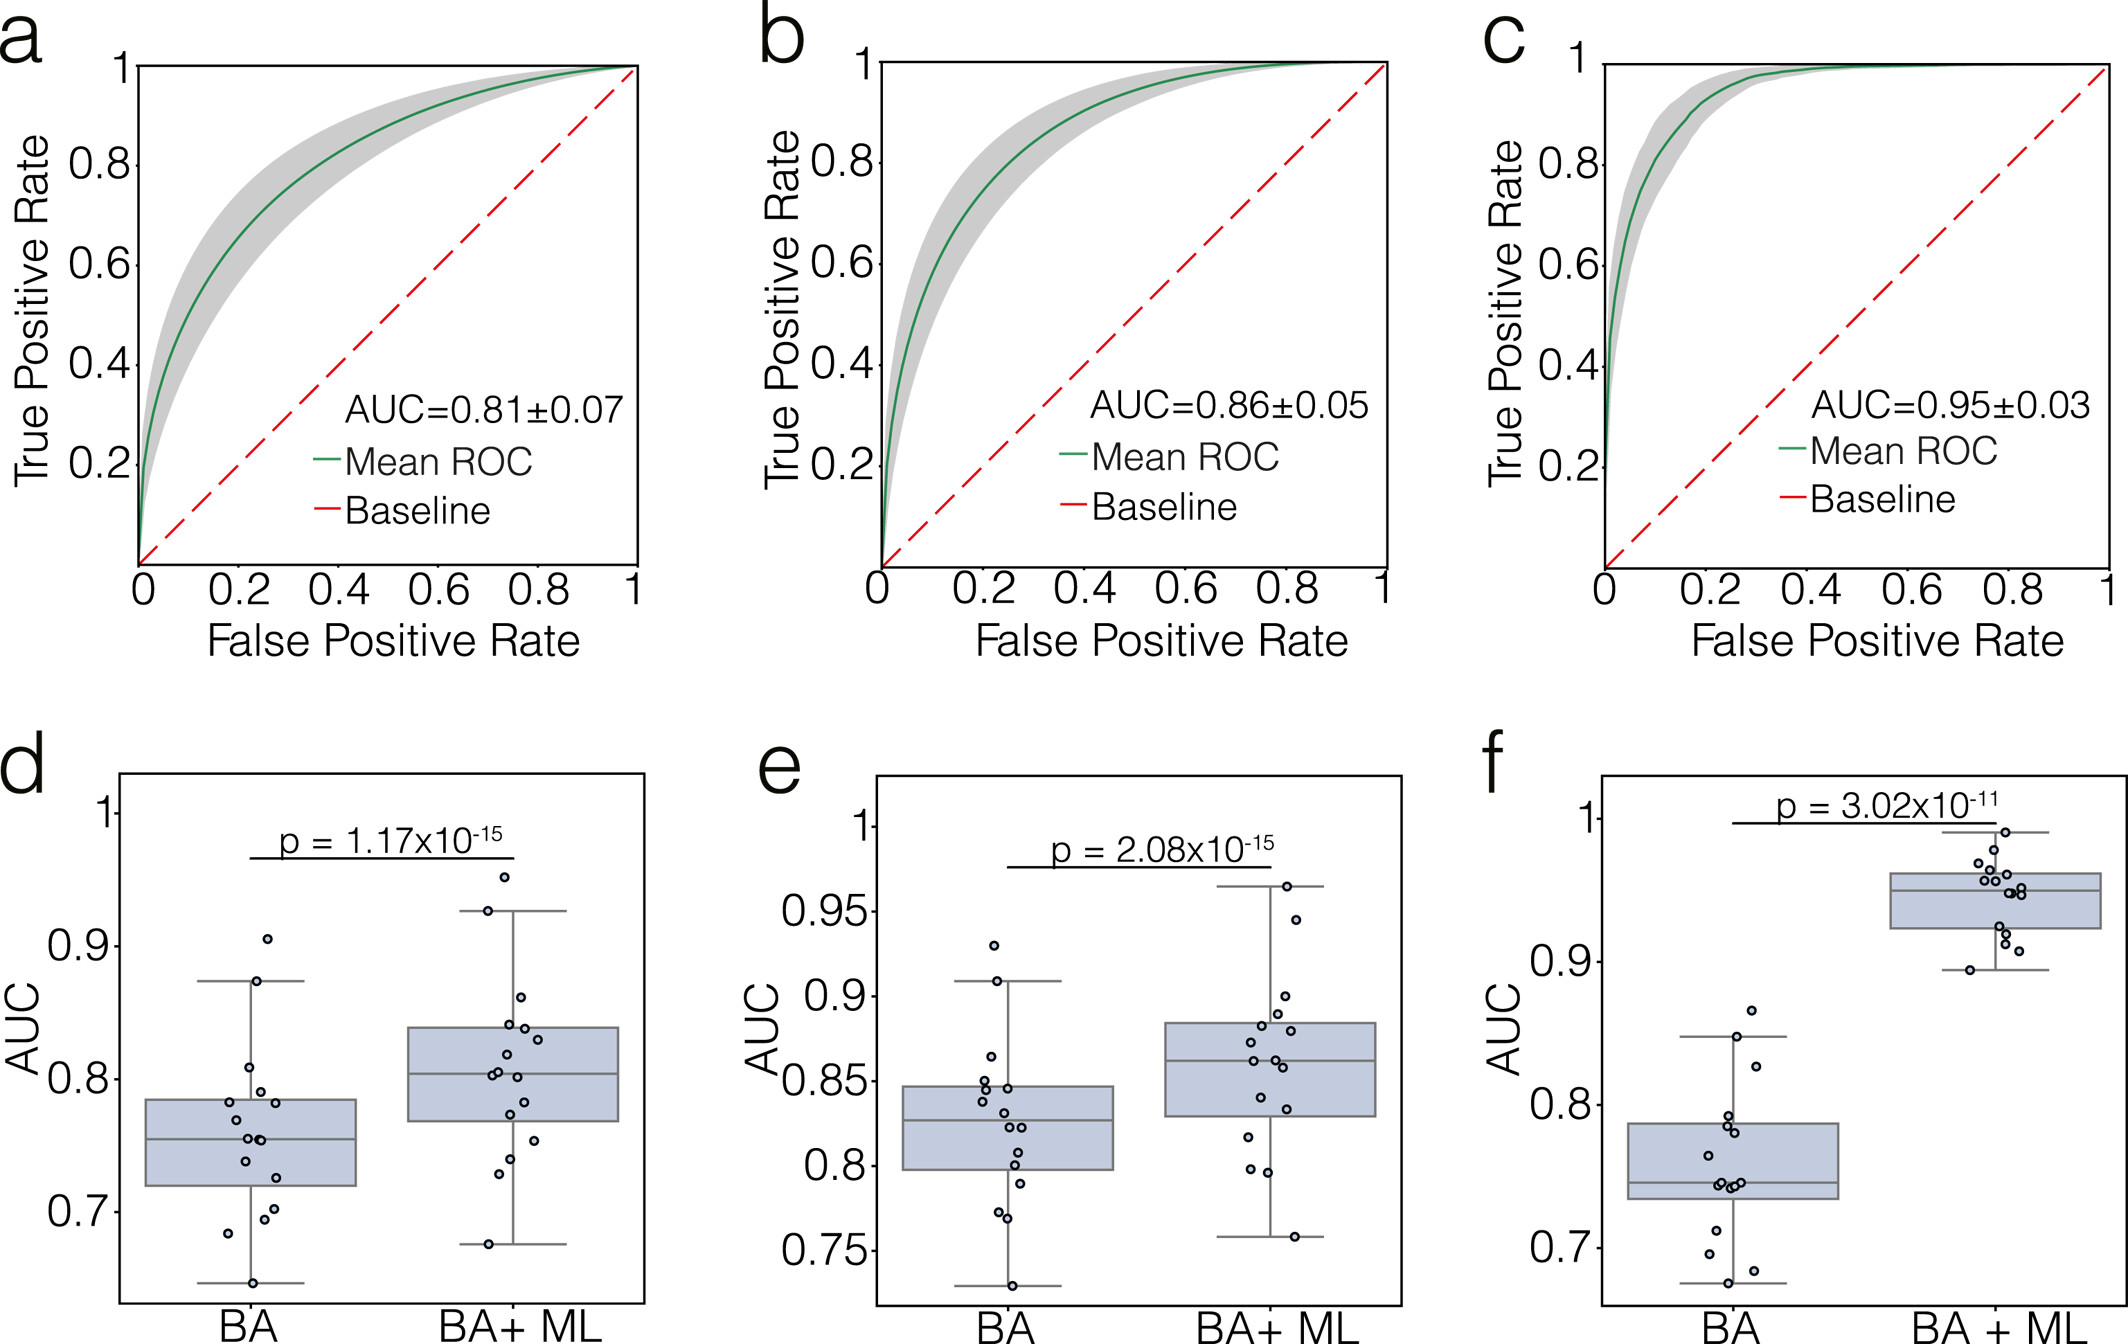 a
1
0.8
0.6
0.4
0.2
True Positive Rate
AUC=0.81±0.07
Mean ROC
Baseline
0 0.2 0.4 0.6 0.8 1
False Positive Rate
b
1
0.8
0.6
0.4
0.2
True Positive Rate
AUC=0.86±0.05
Mean ROC
Baseline
0 0.2 0.4 0.6 0.8 1
False Positive Rate
c
1
0.8
0.6
0.4
0.2
True Positive Rate
AUC=0.95±0.03
Mean ROC
Baseline
0 0.2 0.4 0.6 0.8 1
False Positive Rate
d
1
0.9
0.8
0.7
AUC
p = 1.17x10⁻¹⁵
BA BA+ ML
e
1
0.95
0.9
0.85
0.8
0.75
AUC
p = 2.08x10⁻¹⁵
BA BA+ ML
f
1
0.9
0.8
0.7
AUC
p = 3.02x10⁻¹¹
BA BA + ML